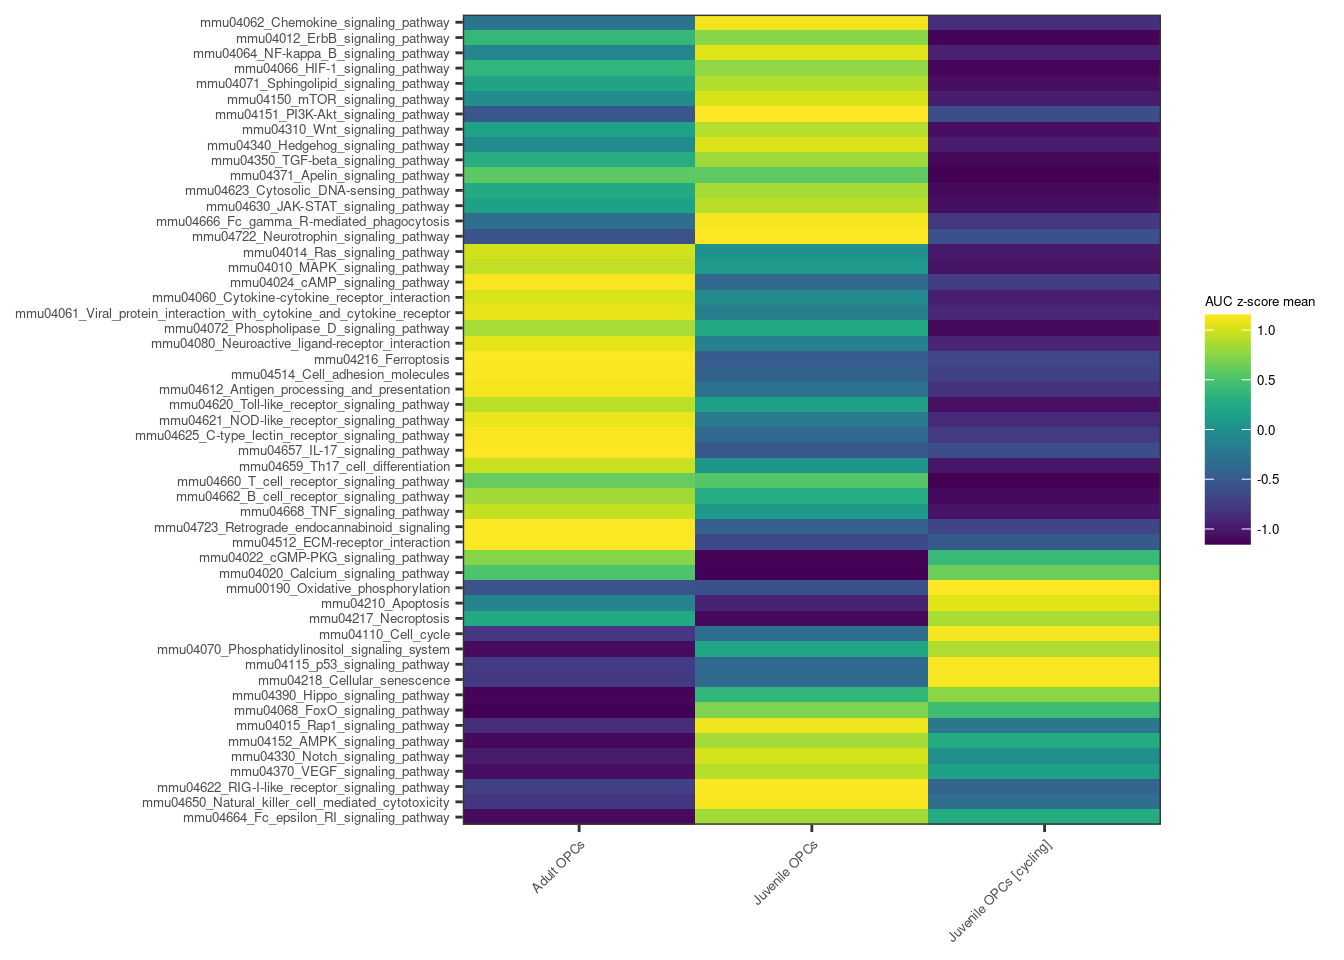 mmu04062_Chemokine_signaling_pathway
mmu04012_ErbB_signaling_pathway
mmu04064_NF-kappa_B_signaling_pathway
mmu04066_HIF-1_signaling_pathway
mmu04071_Sphingolipid_signaling_pathway
mmu04150_mTOR_signaling_pathway
mmu04151_PI3K-Akt_signaling_pathway
mmu04310_Wnt_signaling_pathway
mmu04340_Hedgehog_signaling_pathway
mmu04350_TGF-beta_signaling_pathway
mmu04371_Apelin_signaling_pathway
mmu04623_Cytosolic_DNA-sensing_pathway
mmu04630_JAK-STAT_signaling_pathway
mmu04666_Fc_gamma_R-mediated_phagocytosis
mmu04722_Neurotrophin_signaling_pathway
mmu04014_Ras_signaling_pathway
mmu04010_MAPK_signaling_pathway
mmu04024_cAMP_signaling_pathway
mmu04060_Cytokine-cytokine_receptor_interaction
mmu04061_Viral_protein_interaction_with_cytokine_and_cytokine_receptor
mmu04072_Phospholipase_D_signaling_pathway
mmu04080_Neuroactive_ligand-receptor_interaction
mmu04216_Ferroptosis
mmu04514_Cell_adhesion_molecules
mmu04612_Antigen_processing_and_presentation
mmu04620_Toll-like_receptor_signaling_pathway
mmu04621_NOD-like_receptor_signaling_pathway
mmu04625_C-type_lectin_receptor_signaling_pathway
mmu04657_IL-17_signaling_pathway
mmu04659_Th17_cell_differentiation
mmu04660_T_cell_receptor_signaling_pathway
mmu04662_B_cell_receptor_signaling_pathway
mmu04668_TNF_signaling_pathway
mmu04723_Retrograde_endocannabinoid_signaling
mmu04512_ECM-receptor_interaction
mmu04022_cGMP-PKG_signaling_pathway
mmu04020_Calcium_signaling_pathway
mmu00190_Oxidative_phosphorylation
mmu04210_Apoptosis
mmu04217_Necroptosis
mmu04110_Cell_cycle
mmu04070_Phosphatidylinositol_signaling_system
mmu04115_p53_signaling_pathway
mmu04218_Cellular_senescence
mmu04390_Hippo_signaling_pathway
mmu04068_FoxO_signaling_pathway
mmu04015_Rap1_signaling_pathway
mmu04152_AMPK_signaling_pathway
mmu04330_Notch_signaling_pathway
mmu04370_VEGF_signaling_pathway
mmu04622_RIG-I-like_receptor_signaling_pathway
mmu04650_Natural_killer_cell_mediated_cytotoxicity
mmu04664_Fc_epsilon_RI_signaling_pathway
Adult OPCs
Juvenile OPCs
Juvenile OPCs [cycling]
AUC z-score mean
1.0
0.5
0.0
-0.5
-1.0